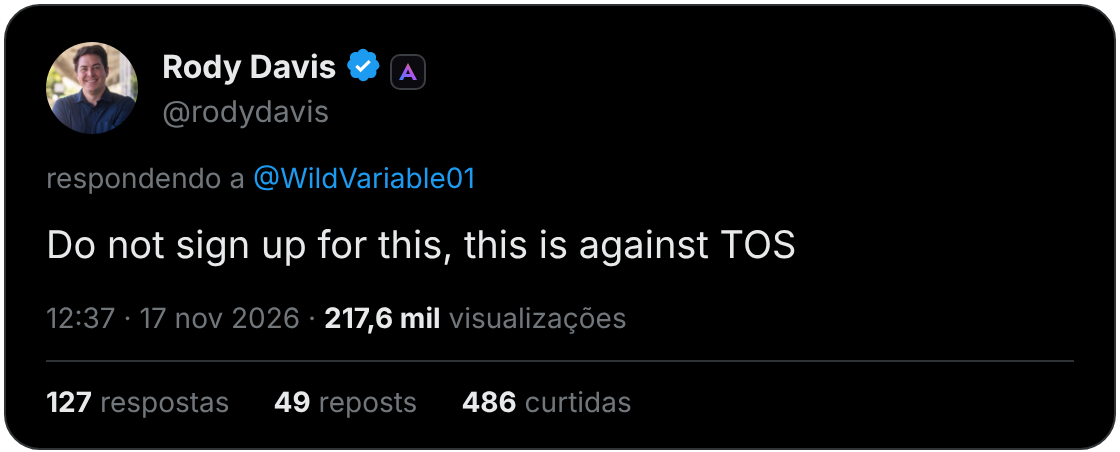 Rody Davis
@rodydavis
respondendo a @WildVariable01
Do not sign up for this, this is against TOS
12:37 · 17 nov 2026 · 217,6 mil visualizações
127 respostas 49 reposts 486 curtidas